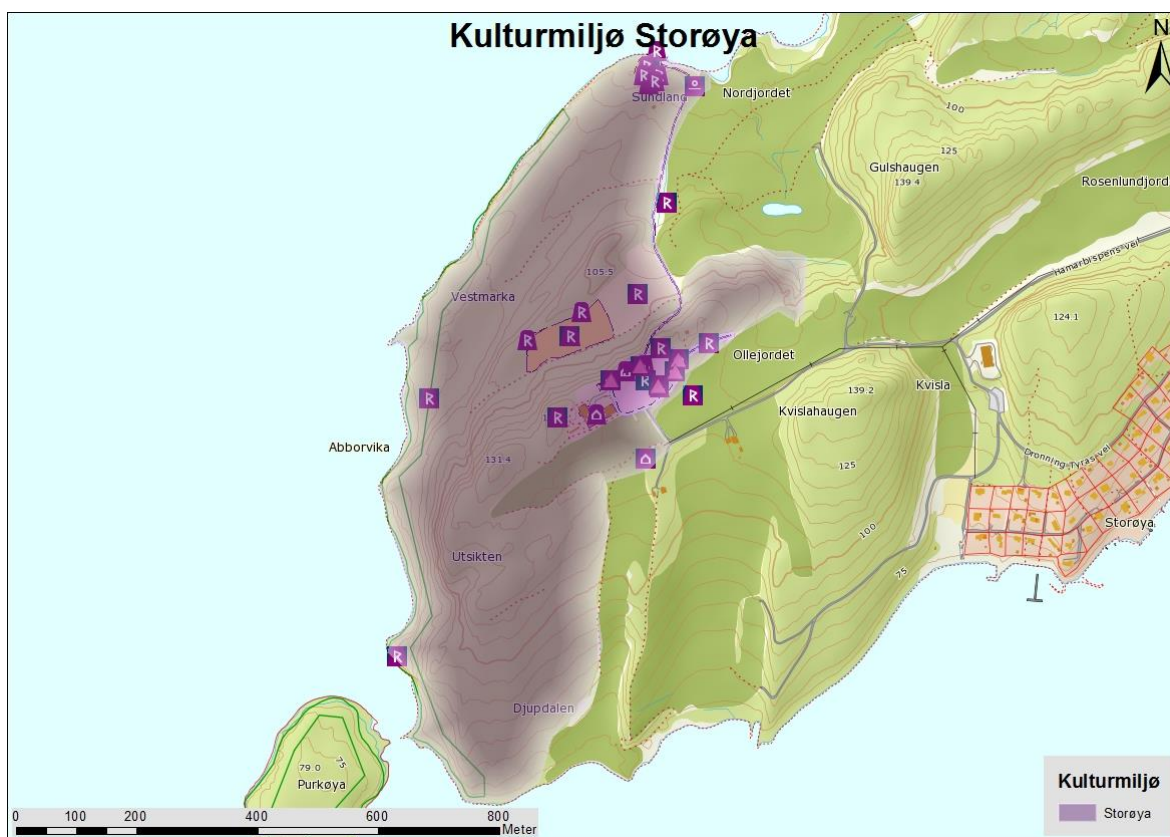 Kulturmiljø Storøya
N
Sundland
Nordjordet
100
125
Gulshaugen
139.4
Rosenlundjord
Hamarbispens vei
105.5
Vestmarka
124.1
Ollejordet
139.2
Kvisla
Kvislahaugen
Abborvika
131.4
125
Dronning Tyras vei
Storøya
100
Utsikten
75
Djupdalen
79.0
75
Purkøya
Kulturmiljø
Storøya
0 100 200 400 600 800
Meter